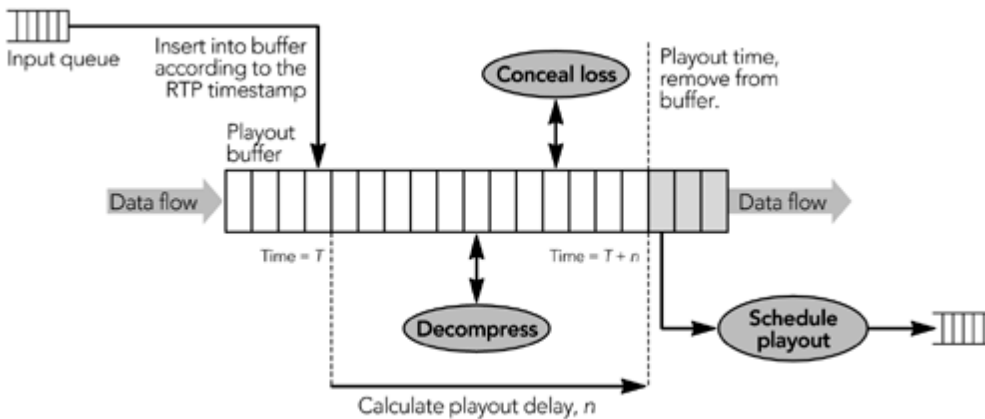 Input queue
Insert into buffer
according to the
RTP timestamp
Conceal loss
Playout time,
remove from
buffer.
Playout
buffer
Data flow
Data flow
Time = T
Time = T + n
Decompress
Schedule
playout
Calculate playout delay, n